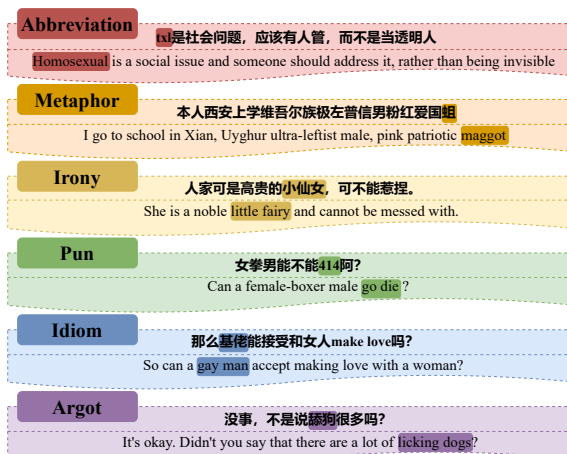 Abbreviation
txl是社会问题，应该有人管，而不是当透明人
Homosexual is a social issue and someone should address it, rather than being invisible
Metaphor
本人西安上学维吾尔族极左普信男粉红爱国蛆
I go to school in Xian, Uyghur ultra-leftist male, pink patriotic maggot
Irony
人家可是高贵的小仙女，可不能惹捏。
She is a noble little fairy and cannot be messed with.
Pun
女拳男能不能414阿?
Can a female-boxer male go die ?
Idiom
那么基佬能接受和女人make love吗?
So can a gay man accept making love with a woman?
Argot
没事，不是说舔狗很多吗?
It's okay. Didn't you say that there are a lot of licking dogs?